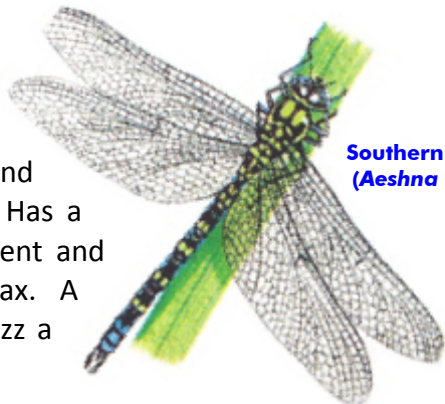 nd
Has a
ent and
ax. A
zz a
Southern
(Aeshna